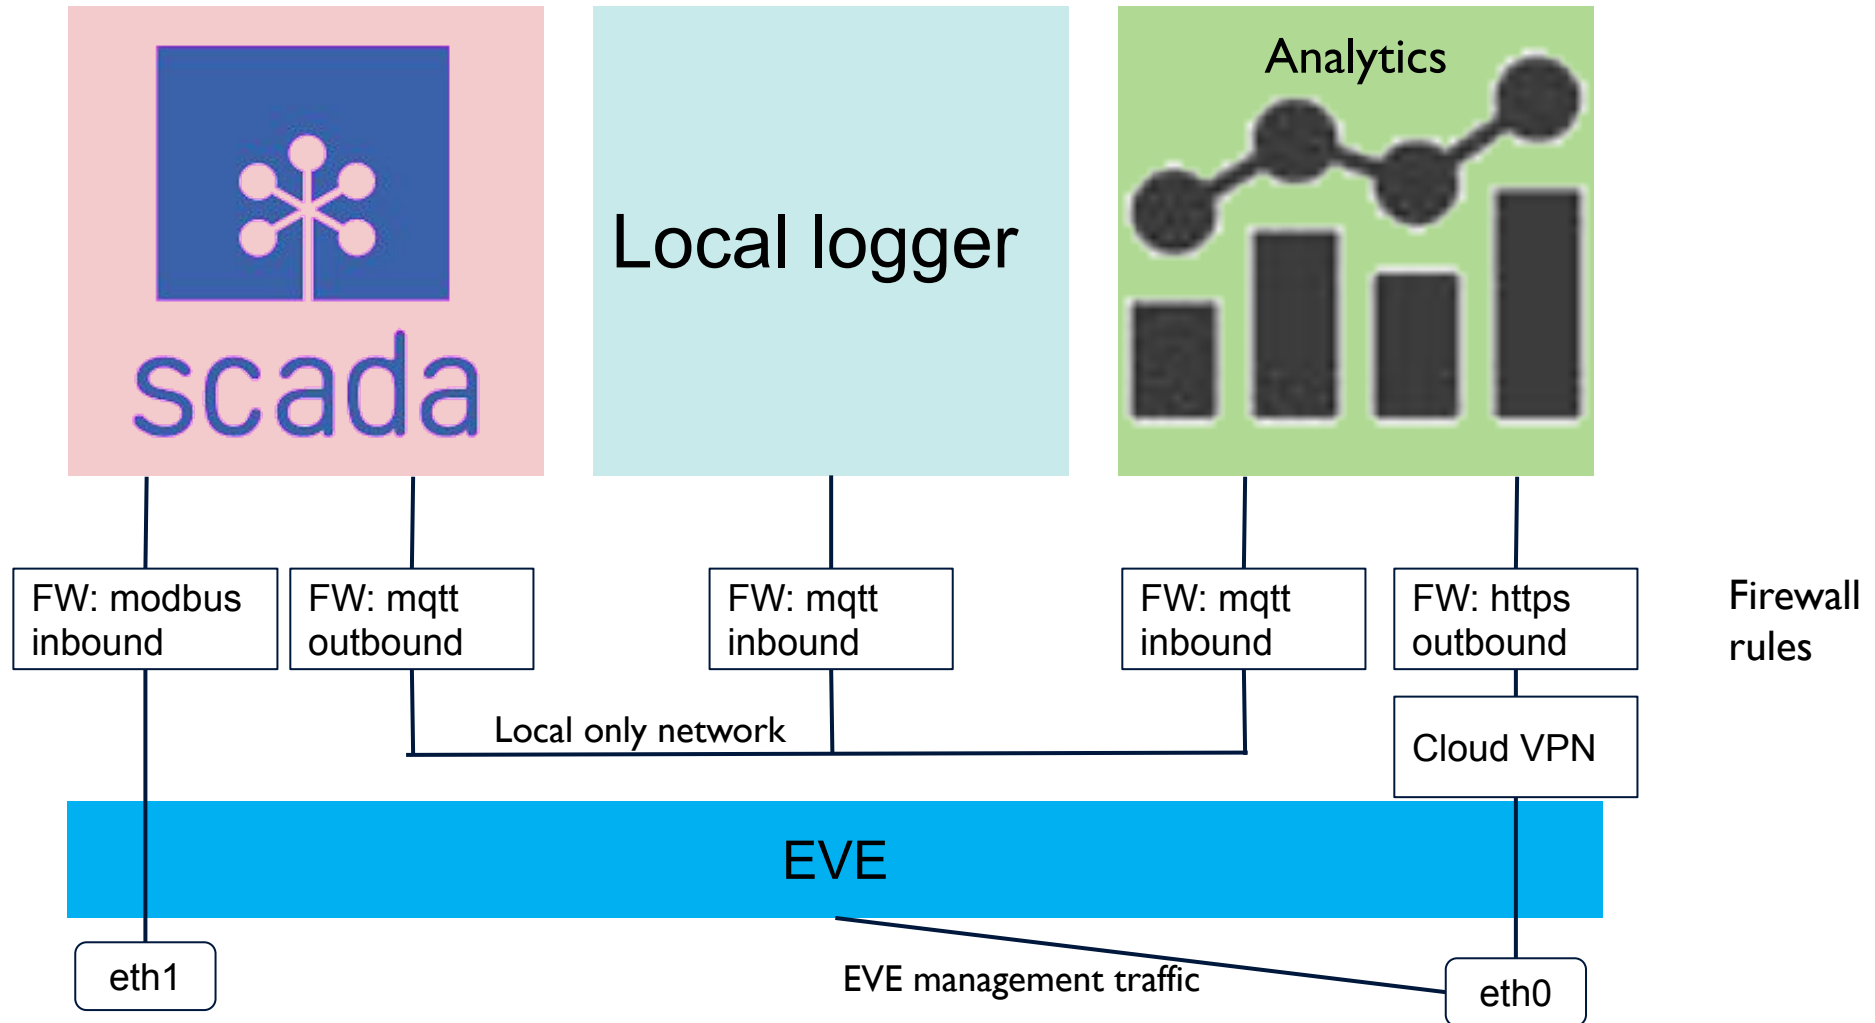 Analytics
scada
Local logger
FW: modbus
inbound
FW: mqtt
outbound
FW: mqtt
inbound
FW: mqtt
inbound
FW: https
outbound
Firewall
rules
Local only network
Cloud VPN
EVE
eth1
EVE management traffic
eth0